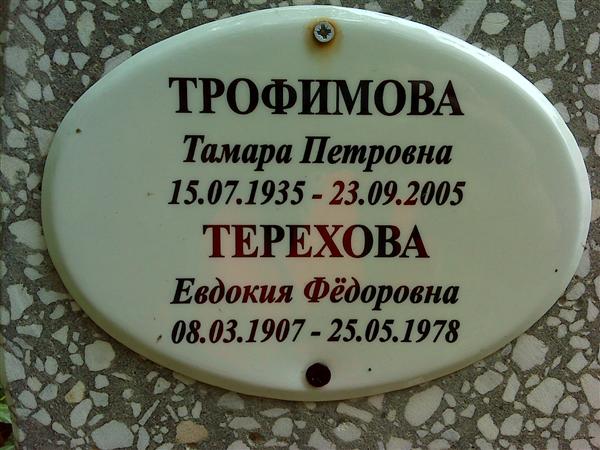 ТРОФИМОВА
Тамара Петровна
15.07.1935 - 23.09.2005
ТЕРЕХОВА
Евдокия Фёдоровна
08.03.1907 - 25.05.1978